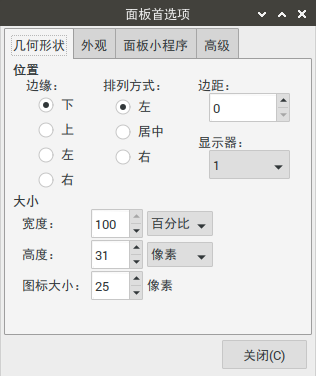 面板首选项
几何形状 外观 面板小程序 高级
位置
边缘： 排列方式： 边距：
下 左 0
上 居中
左 右 显示器：
右 1
大小
宽度： 100 百分比
高度： 31 像素
图标大小： 25 像素
关闭(C)